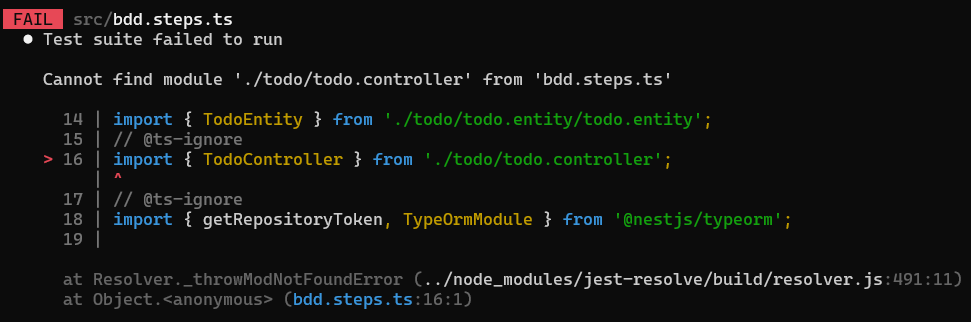 FAIL src/bdd.steps.ts
● Test suite failed to run
Cannot find module './todo/todo.controller' from 'bdd.steps.ts'
14 | import { TodoEntity } from './todo/todo.entity/todo.entity';
15 | // @ts-ignore
> 16 | import { TodoController } from './todo/todo.controller';
| ^
17 | // @ts-ignore
18 | import { getRepositoryToken, TypeOrmModule } from '@nestjs/typeorm';
19 |
at Resolver._throwModNotFoundError (../node_modules/jest-resolve/build/resolver.js:491:11)
at Object.<anonymous> (bdd.steps.ts:16:1)